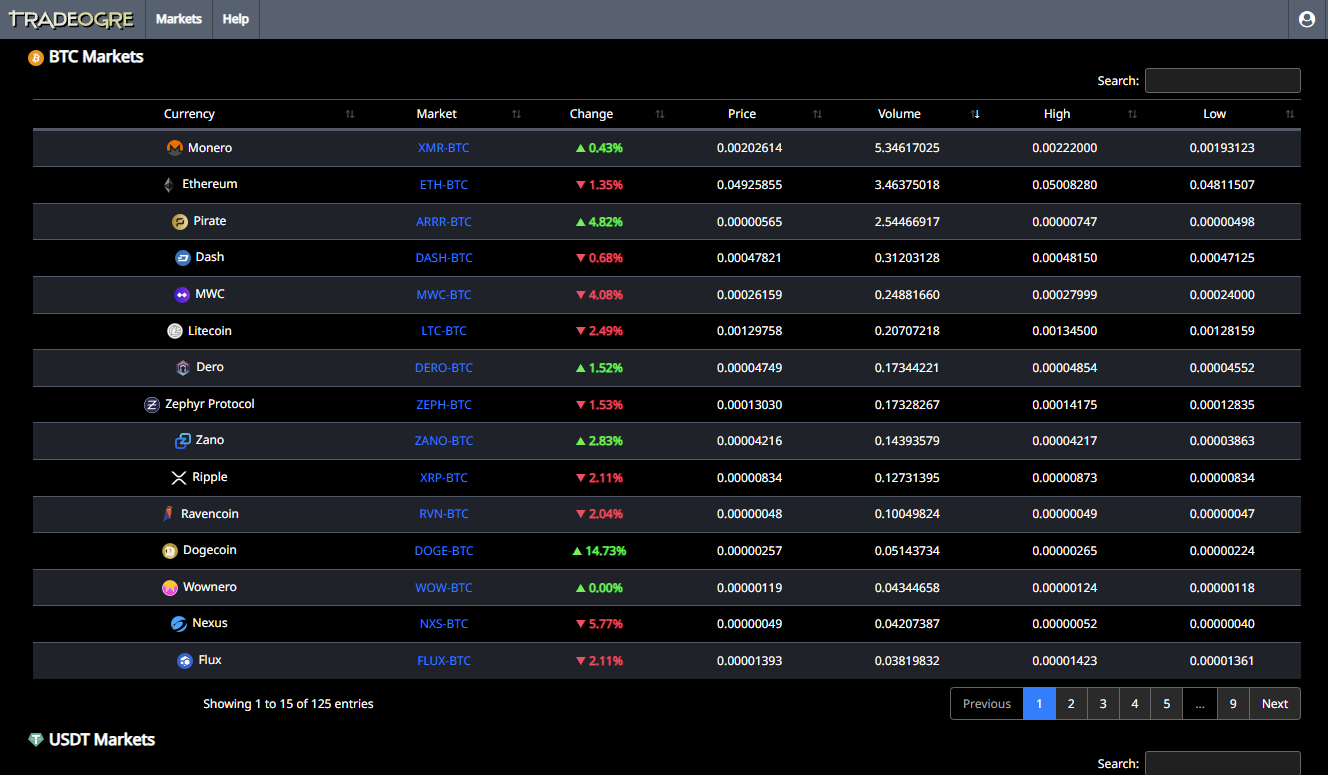 TRADEOGRE Markets Help
BTC Markets
Search:
Currency Market Change Price Volume High Low
Monero XMR-BTC ▲ 0.43% 0.00202614 5.34617025 0.00222000 0.00193123
Ethereum ETH-BTC ▼ 1.35% 0.04925855 3.46375018 0.05008280 0.04811507
Pirate ARRR-BTC ▲ 4.82% 0.00000565 2.54466917 0.00000747 0.00000498
Dash DASH-BTC ▼ 0.68% 0.00047821 0.31203128 0.00048150 0.00047125
MWC MWC-BTC ▼ 4.08% 0.00026159 0.24881660 0.00027999 0.00024000
Litecoin LTC-BTC ▼ 2.49% 0.00129758 0.20707218 0.00134500 0.00128159
Dero DERO-BTC ▲ 1.52% 0.00004749 0.17344221 0.00004854 0.00004552
Zephyr Protocol ZEPH-BTC ▼ 1.53% 0.00013030 0.17328267 0.00014175 0.00012835
Zano ZANO-BTC ▲ 2.83% 0.00004216 0.14393579 0.00004217 0.00003863
Ripple XRP-BTC ▼ 2.11% 0.00000834 0.12731395 0.00000873 0.00000834
Ravencoin RVN-BTC ▼ 2.04% 0.00000048 0.10049824 0.00000049 0.00000047
Dogecoin DOGE-BTC ▲ 14.73% 0.00000257 0.05143734 0.00000265 0.00000224
Wownero WOW-BTC ▲ 0.00% 0.00000119 0.04344658 0.00000124 0.00000118
Nexus NXS-BTC ▼ 5.77% 0.00000049 0.04207387 0.00000052 0.00000040
Flux FLUX-BTC ▼ 2.11% 0.00001393 0.03819832 0.00001423 0.00001361
Showing 1 to 15 of 125 entries Previous 1 2 3 4 5 ... 9 Next
USDT Markets
Search: